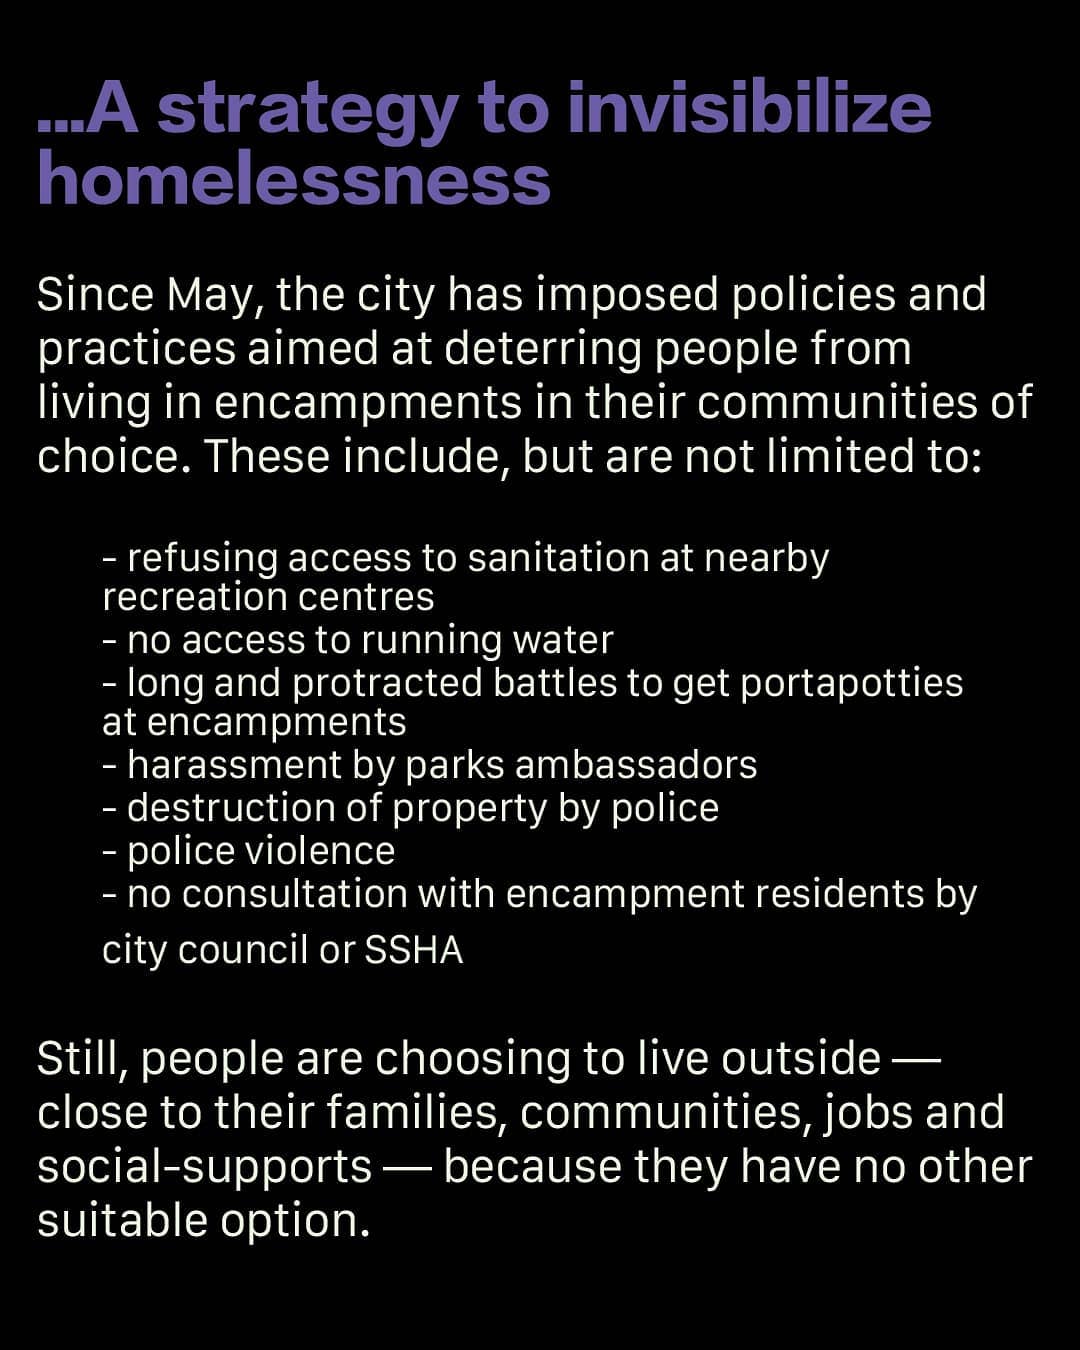 ...A strategy to invisibilize
homelessness
Since May, the city has imposed policies and
practices aimed at deterring people from
living in encampments in their communities of
choice. These include, but are not limited to:
- refusing access to sanitation at nearby
recreation centres
- no access to running water
- long and protracted battles to get portapotties
at encampments
- harassment by parks ambassadors
- destruction of property by police
- police violence
- no consultation with encampment residents by
city council or SSHA
Still, people are choosing to live outside —
close to their families, communities, jobs and
social-supports — because they have no other
suitable option.